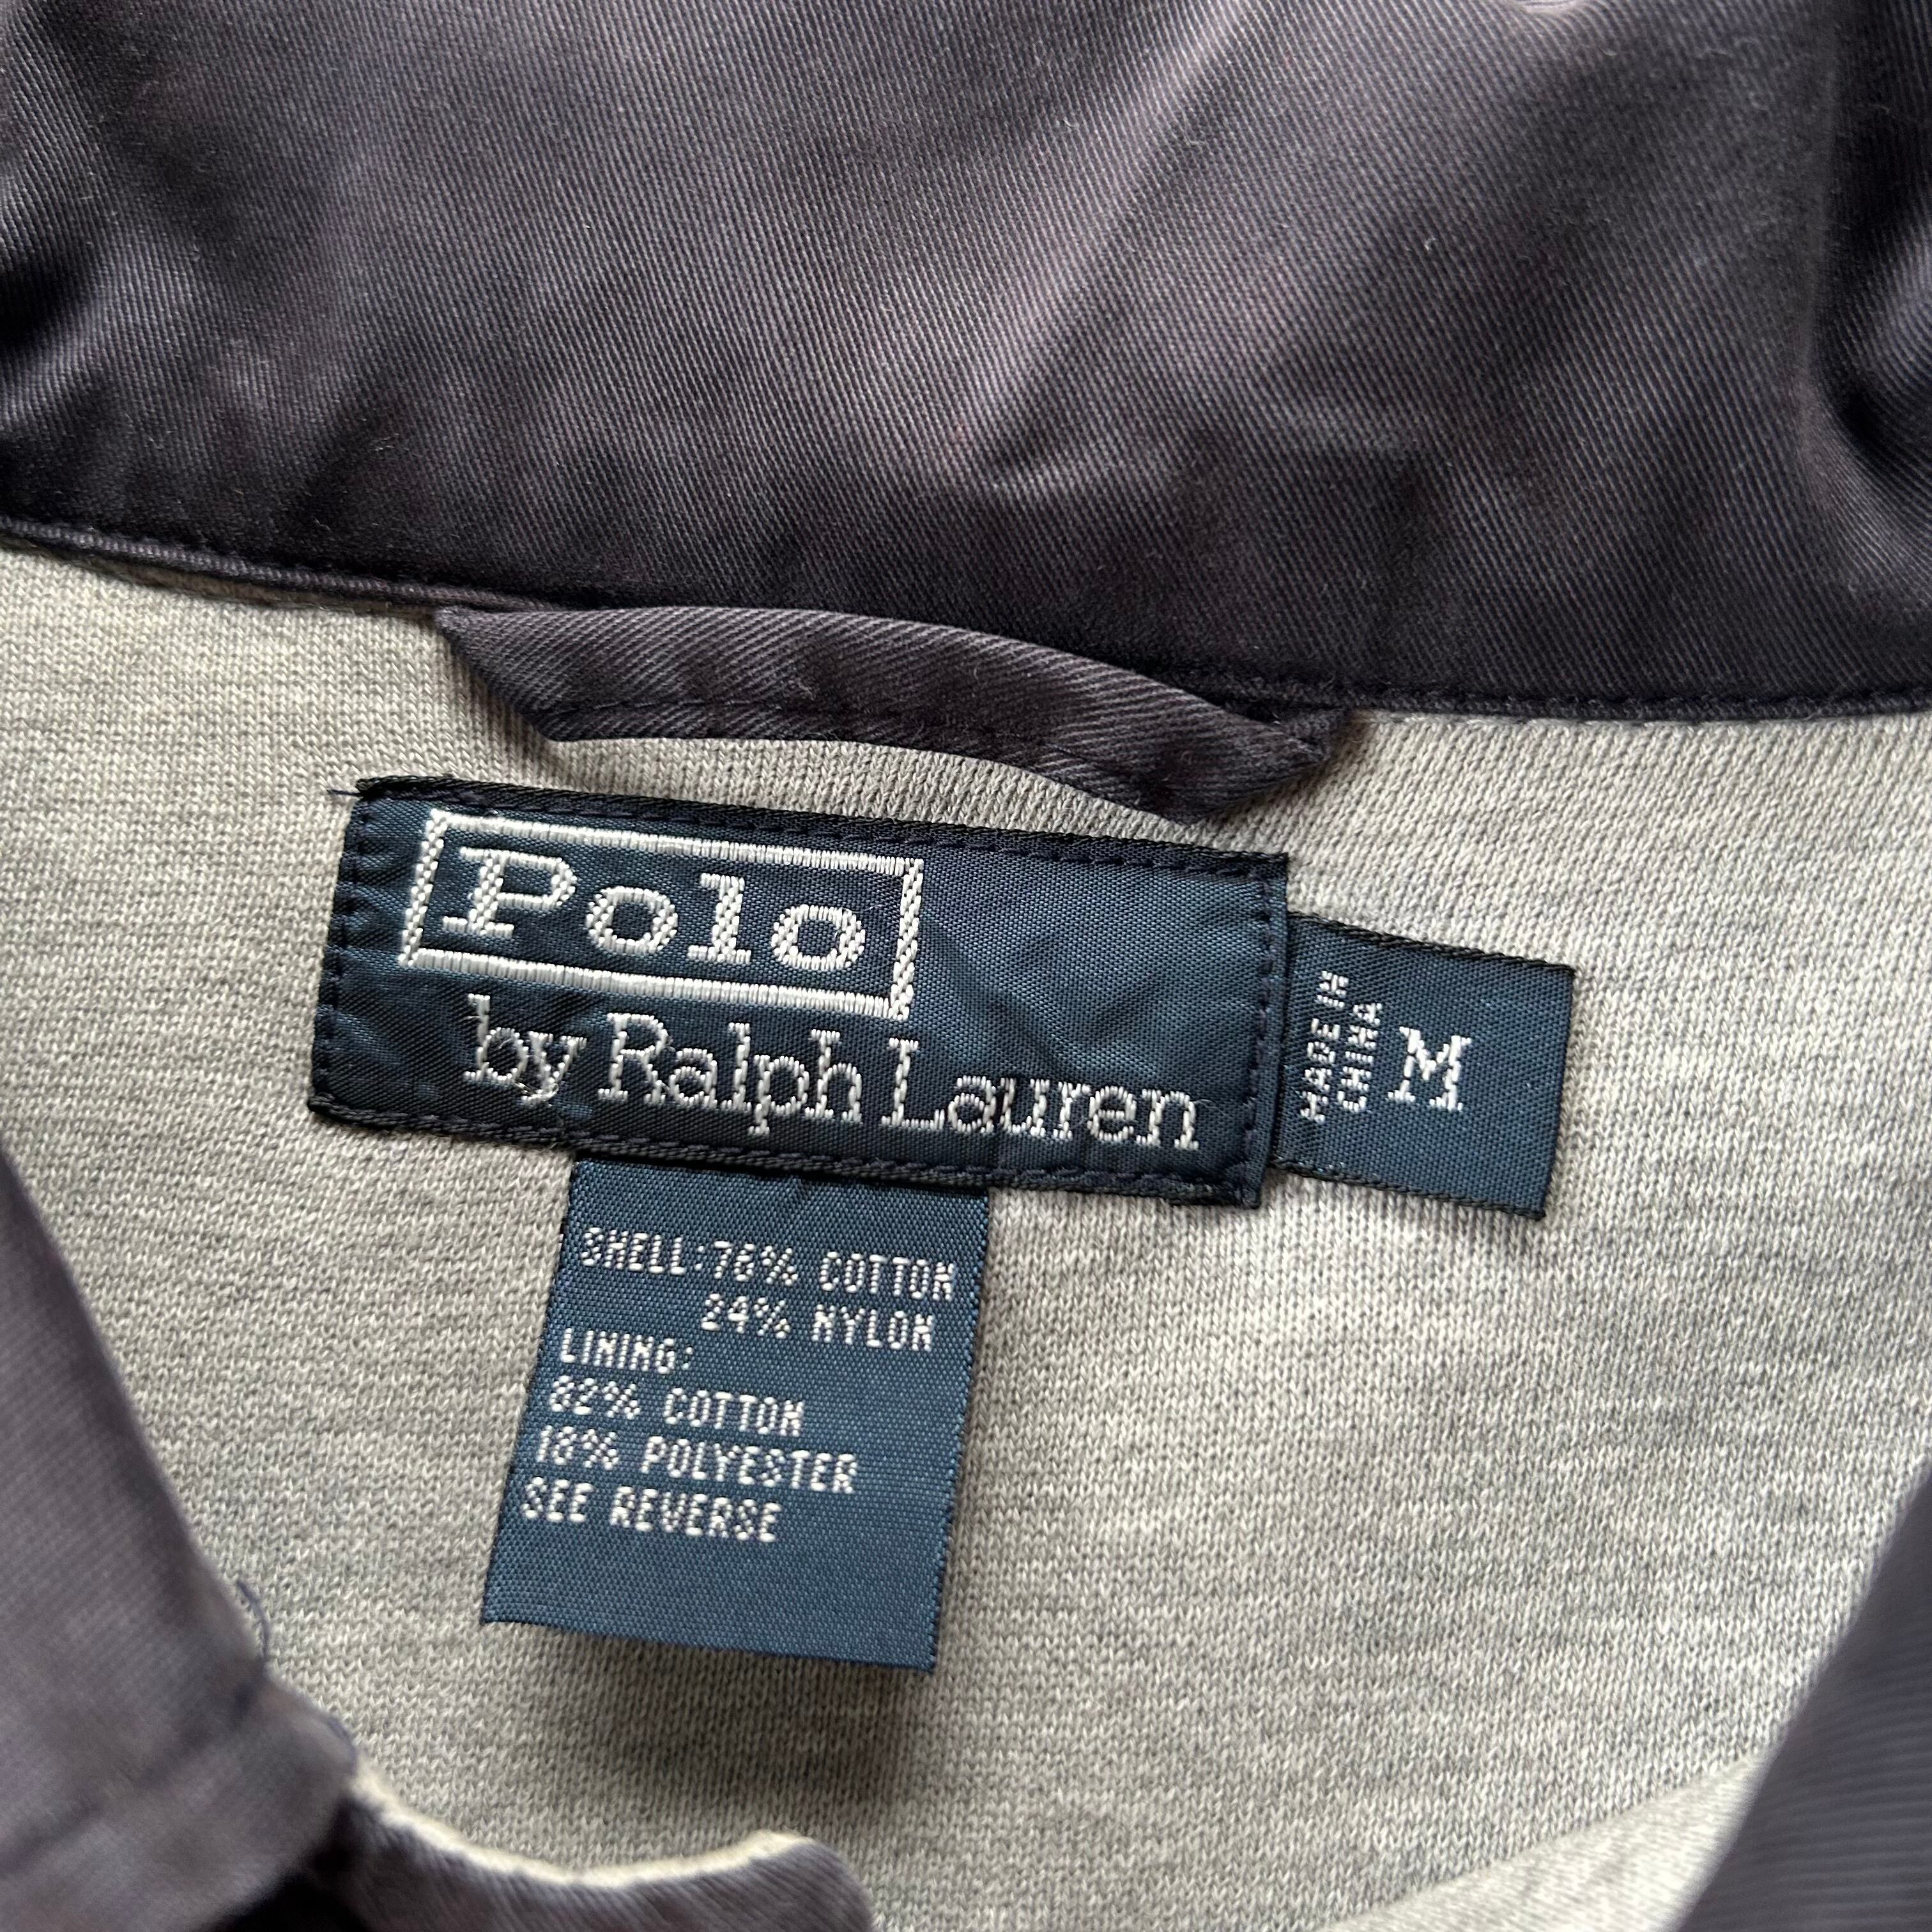 Polo
by Ralph Lauren
MADE IN
CHINA
M
SHELL:76% COTTON
24% NYLON
LINING:
82% COTTON
18% POLYESTER
SEE REVERSE